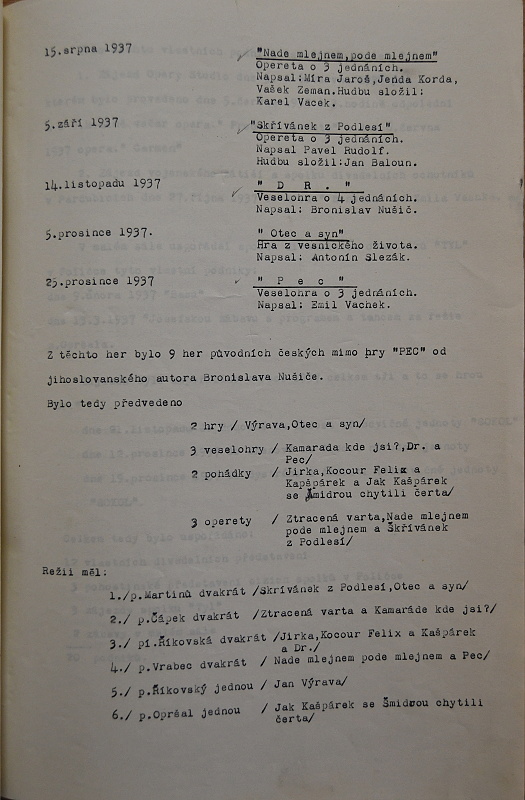 15.srpna 1937 "Nade mlejnem,pode mlejnem"
Opereta o 3 jednáních.
Napsal:Míra Jaroš,Jenda Korda,
Vašek Zeman.Hudbu složil:
Karel Vacek.
5.září 1937 "Skřivánek z Podlesí"
Opereta o 3 jednáních.
Napsal Pavel Rudolf.
Hudbu složil:Jan Baloun.
14.listopadu 1937 " D R. "
Veselohra o 4 jednáních.
Napsal: Bronislav Nušič.
5.prosince 1937. " Otec a syn"
Hra z vesnického života.
Napsal: Antonín Slezák.
25.prosince 1937 " P e c "
Veselohra o 3 jednáních.
Napsal: Emil Vachek.
Z těchto her bylo 9 her původních českých mimo hry "PEC" od
jihoslovanského autora Bronislava Nušiče.
Bylo tedy předvedeno
2 hry / Výrava,Otec a syn/
3 veselohry / Kamaráda kde jsi?,Dr. a
Pec/
2 pohádky / Jirka,Kocour Felix a
Kapšpárek a Jak Kašpárek
se Šmidrou chytili čerta/
3 operety / Ztracená varta,Nade mlejnem
pode mlejnem a Škřivánek
z Podlesí/
Režii měl:
1./p.Martinů dvakrát /Skřivánek z Podlesí,Otec a syn/
2./ p.Čápek dvakrát /Ztracená varta a Kamaráde kde jsi?/
3./ pí.Říkovská dvakrát /Jirka,Kocour Felix a Kašpárek
a Dr./
4./ p.Vrabec dvakrát / Nade mlejnem pode mlejnem a Pec/
5./ p.Říkovský jednou / Jan Výrava/
6./ p.Opršal jednou / Jak Kašpárek se Šmidrou chytili
čerta/